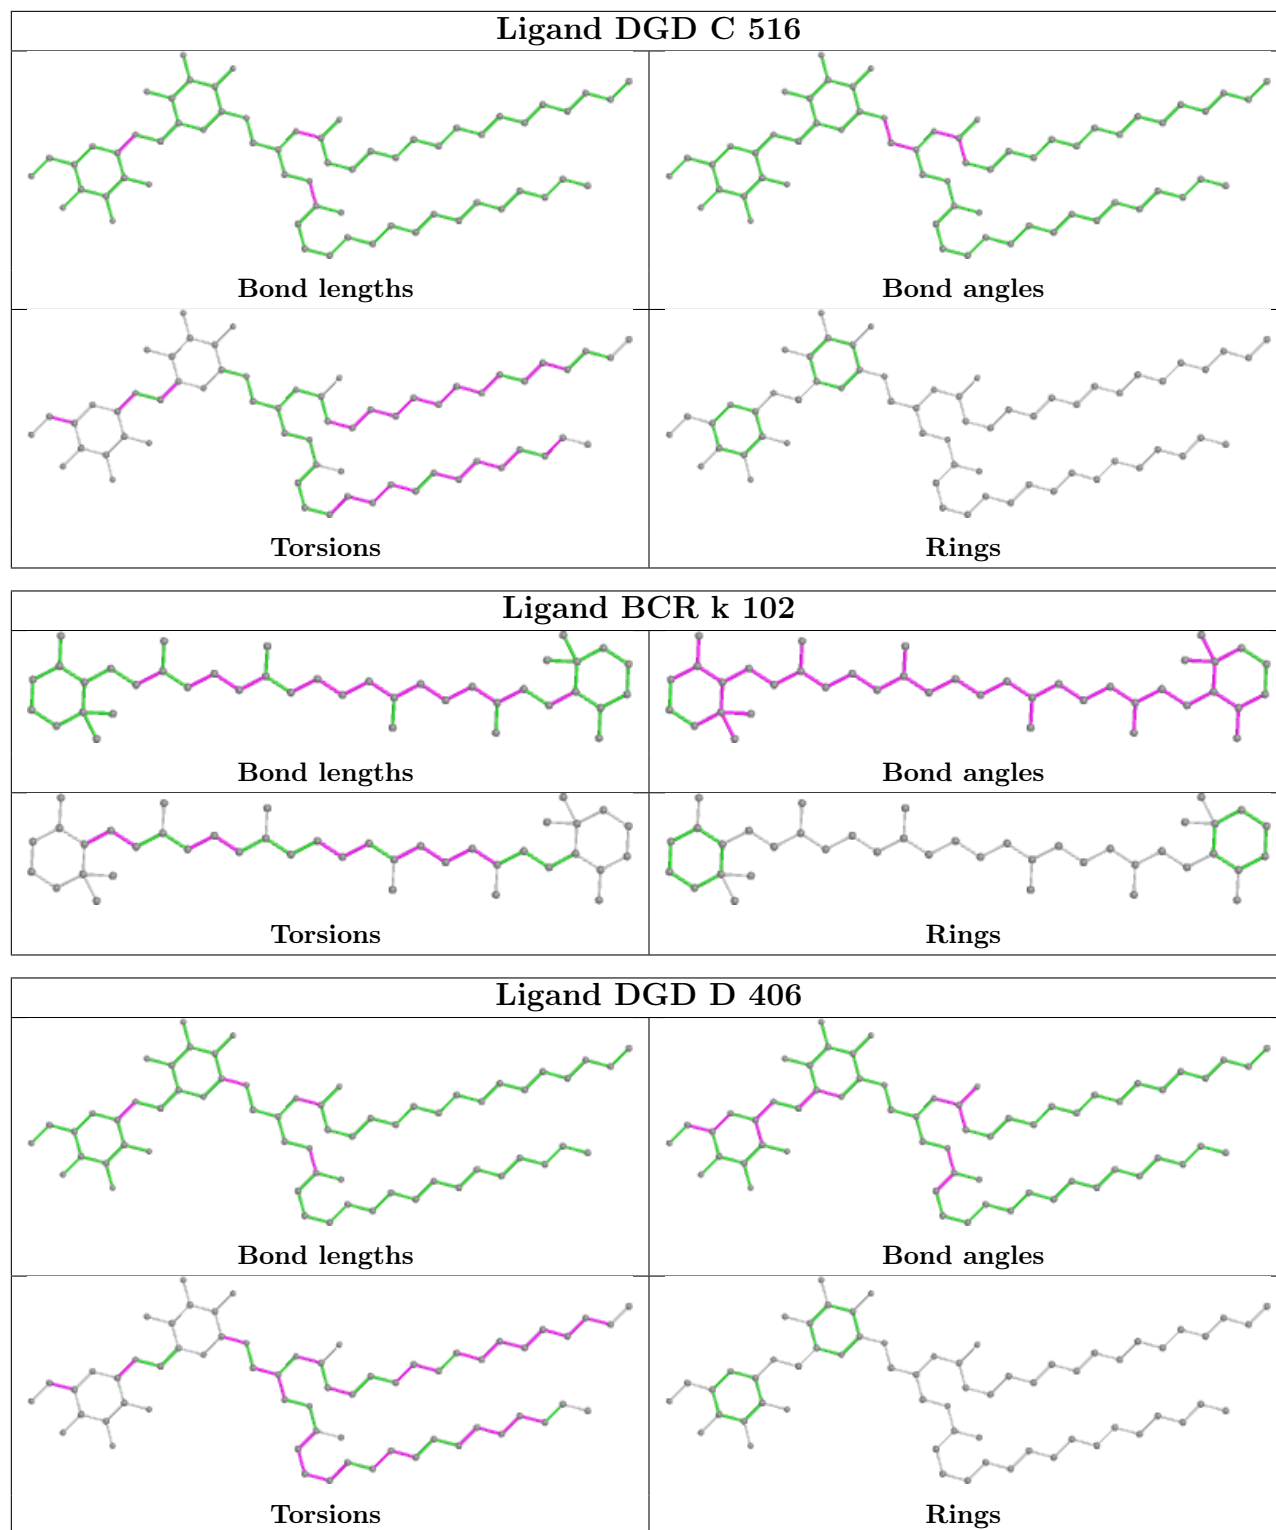 Ligand DGD C 516
Bond lengths
Bond angles
Torsions
Rings
Ligand BCR k 102
Bond lengths
Bond angles
Torsions
Rings
Ligand DGD D 406
Bond lengths
Bond angles
Torsions
Rings